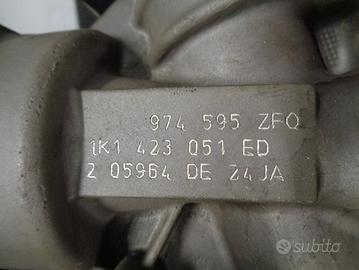 974 595 ZFQ
1K1 423 051 ED
2 05964 DE 24JA
subito